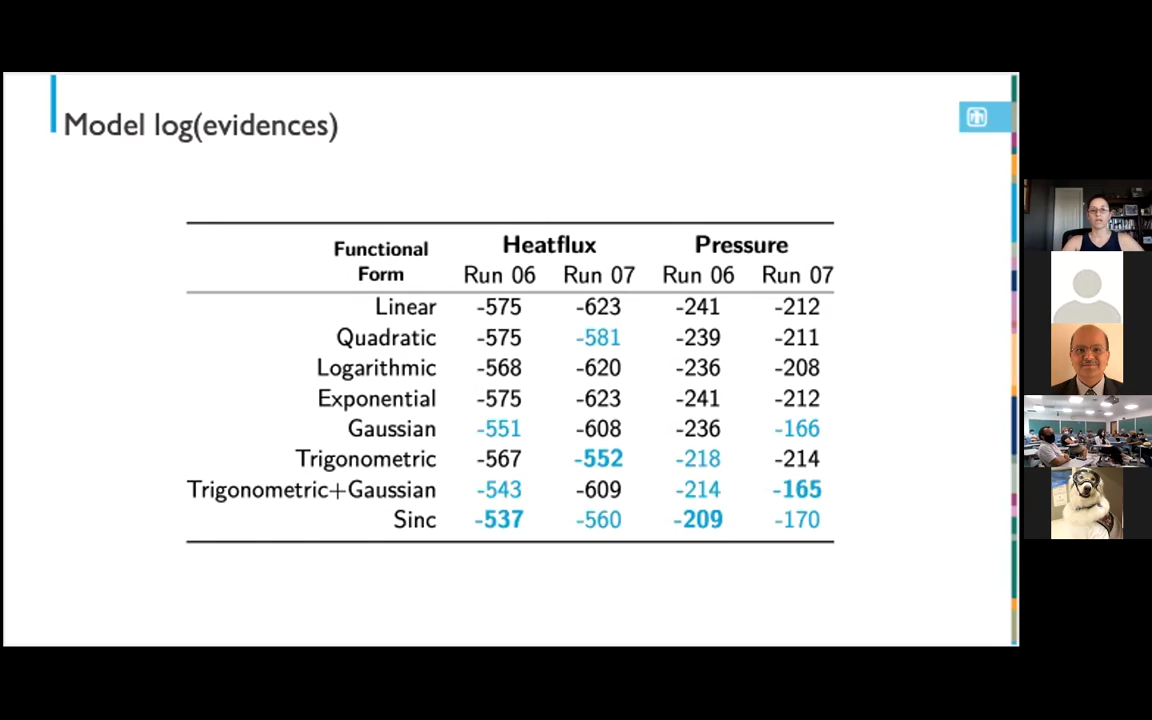 Model log(evidences)
Functional Form Heatflux Pressure
Run 06 Run 07 Run 06 Run 07
Linear -575 -623 -241 -212
Quadratic -575 -581 -239 -211
Logarithmic -568 -620 -236 -208
Exponential -575 -623 -241 -212
Gaussian -551 -608 -236 -166
Trigonometric -567 -552 -218 -214
Trigonometric+Gaussian -543 -609 -214 -165
Sinc -537 -560 -209 -170